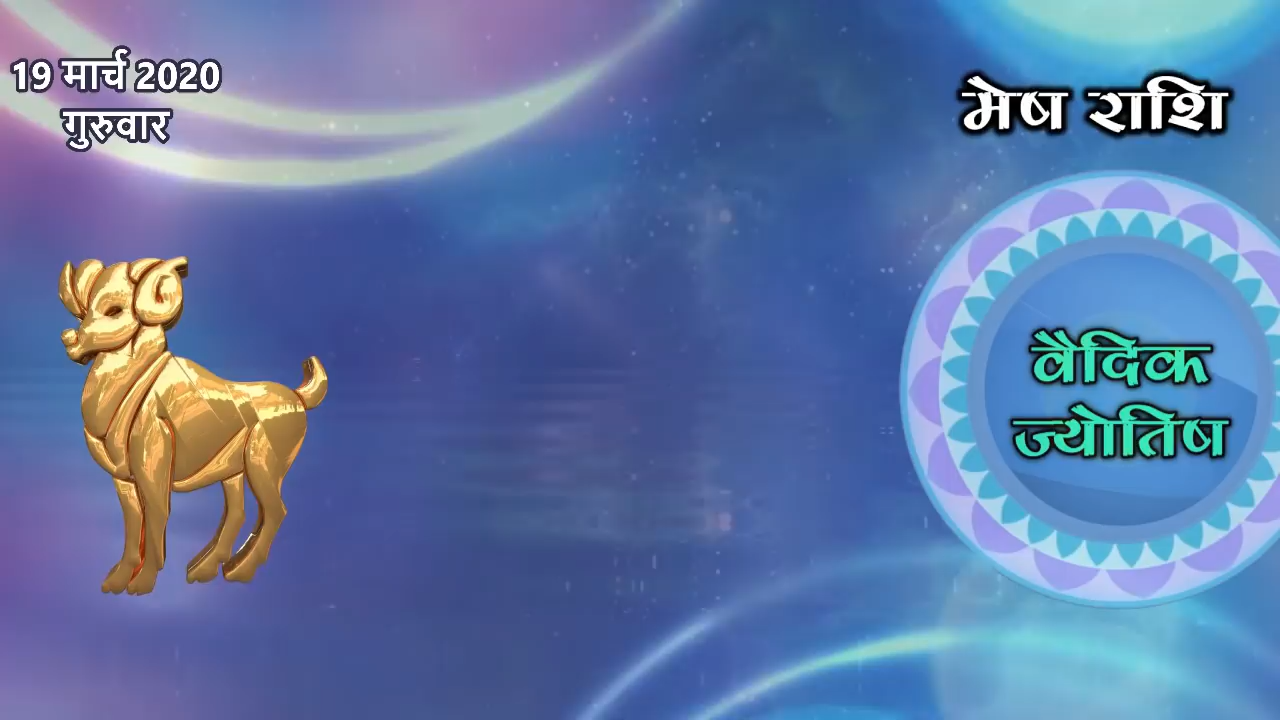 19 मार्च 2020
गुरुवार
मेष राशि
वैदिक
ज्योतिष